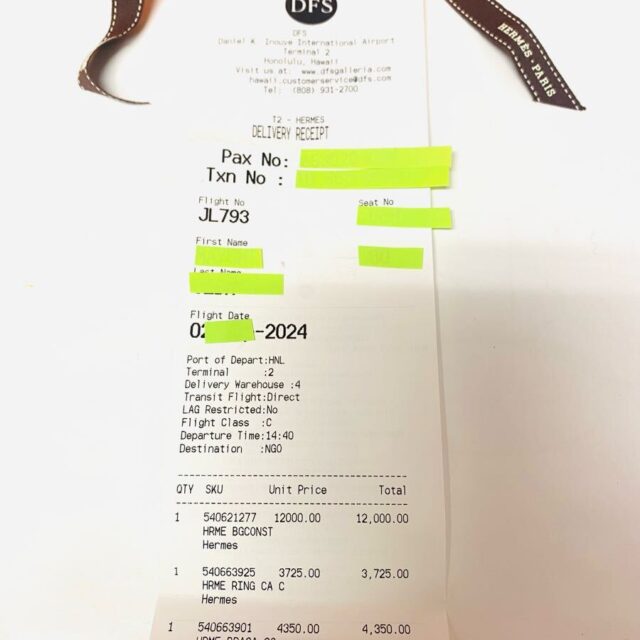 DFS
HERMÈS-PARIS
DFS
Daniel K. Inouye International Airport
Terminal 2
Honolulu, Hawaii
Visit us at: www.dfsgalleria.com
hawaii.customerservice@dfs.com
Tel: (808) 931-2700
T2 - HERMES
DELIVERY RECEIPT
Pax No:
Txn No :
Flight No Seat No
JL793
First Name
Last Name
Flight Date
02 -2024
Port of Depart:HNL
Terminal :2
Delivery Warehouse :4
Transit Flight:Direct
LAG Restricted:No
Flight Class :C
Departure Time:14:40
Destination :NGO
QTY SKU Unit Price Total
1 540621277 12000.00 12,000.00
HRME BGCONST
Hermes
1 540663925 3725.00 3,725.00
HRME RING CA C
Hermes
1 540663901 4350.00 4,350.00